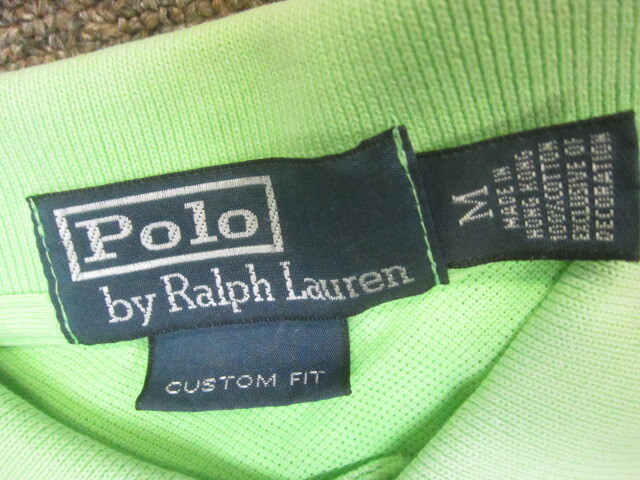 Polo
by Ralph Lauren
CUSTOM FIT
M
MADE IN
HONG KONG
100% COTTON
EXCLUSIVE OF
DECORATION